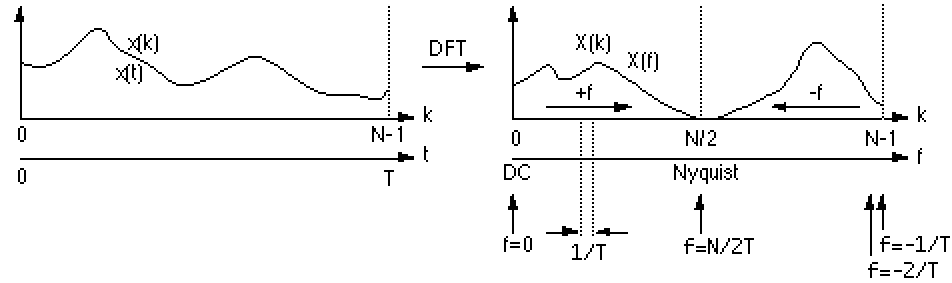 x(k)
x(t)
k
0
N-1
t
0
T
DFT
X(k)
X(f)
+f
-f
k
0
N/2
N-1
f
DC
Nyquist
f=0
1/T
f=N/2T
f=-1/T
f=-2/T